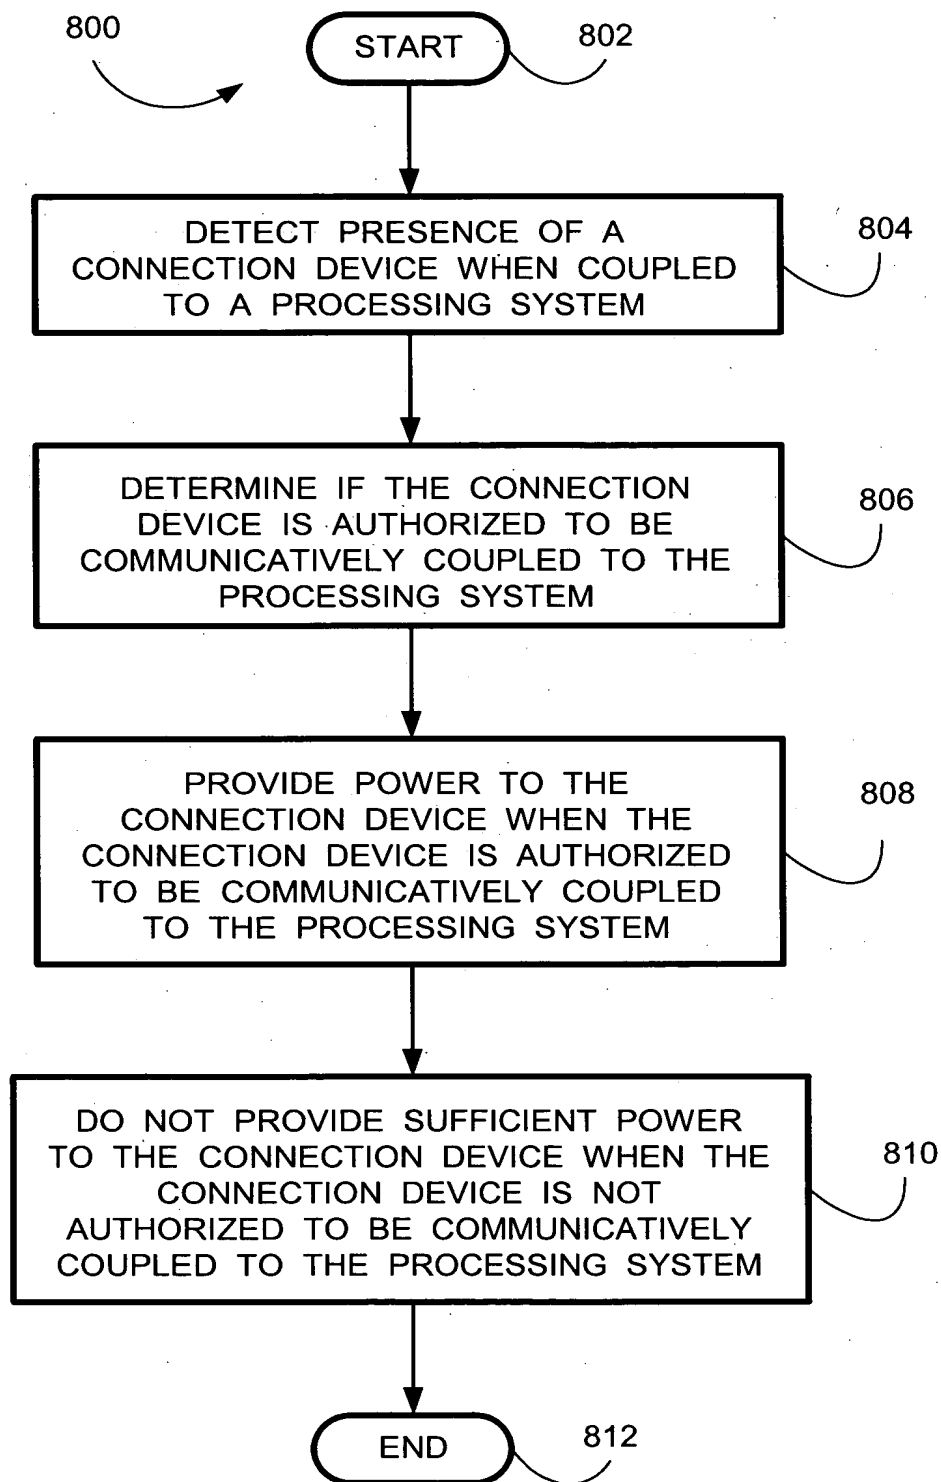 800
START
802
DETECT PRESENCE OF A
CONNECTION DEVICE WHEN COUPLED
TO A PROCESSING SYSTEM
804
DETERMINE IF THE CONNECTION
DEVICE IS AUTHORIZED TO BE
COMMUNICATIVELY COUPLED TO THE
PROCESSING SYSTEM
806
PROVIDE POWER TO THE
CONNECTION DEVICE WHEN THE
CONNECTION DEVICE IS AUTHORIZED
TO BE COMMUNICATIVELY COUPLED
TO THE PROCESSING SYSTEM
808
DO NOT PROVIDE SUFFICIENT POWER
TO THE CONNECTION DEVICE WHEN THE
CONNECTION DEVICE IS NOT
AUTHORIZED TO BE COMMUNICATIVELY
COUPLED TO THE PROCESSING SYSTEM
810
END
812